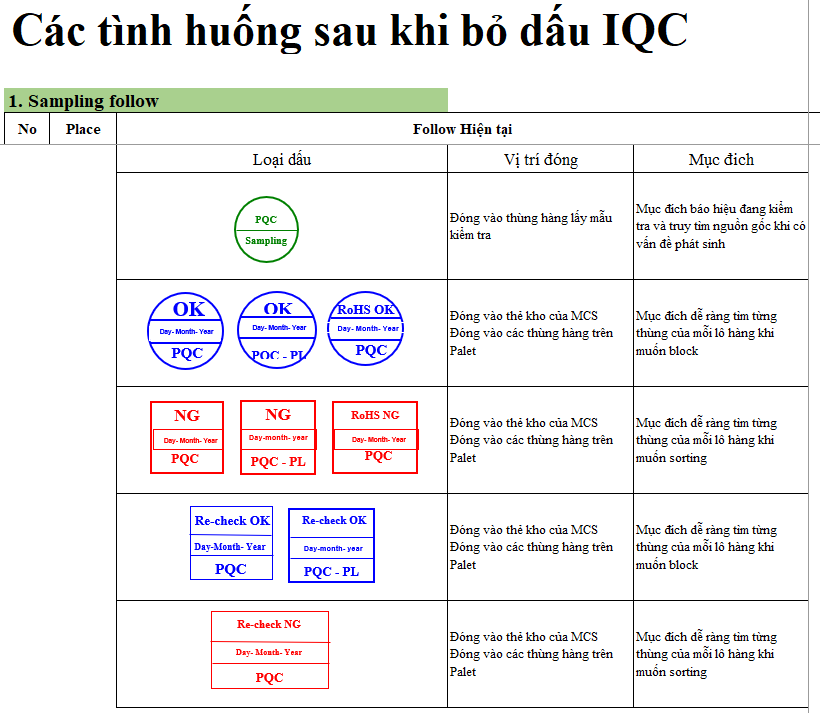 Các tình huống sau khi bỏ dấu IQC
1. Sampling follow
No Place Follow Hiện tại
Loại dấu Vị trí đóng Mục đích
PQC
Sampling
Đóng vào thùng hàng lấy mẫu
kiểm tra
Mục đích báo hiệu đang kiểm
tra và truy tìm nguồn gốc khi có
vấn đề phát sinh
OK
Day- Month- Year
PQC
OK
Day- Month- Year
PQC - PL
RoHS OK
Day- Month- Year
PQC
Đóng vào thẻ kho của MCS
Đóng vào các thùng hàng trên
Palet
Mục đích dễ ràng tìm từng
thùng của mỗi lô hàng khi
muốn block
NG
Day- Month- Year
PQC
NG
Day-month- year
PQC - PL
RoHS NG
Day- Month- Year
PQC
Đóng vào thẻ kho của MCS
Đóng vào các thùng hàng trên
Palet
Mục đích dễ ràng tìm từng
thùng của mỗi lô hàng khi
muốn sorting
Re-check OK
Day-Month- Year
PQC
Re-check OK
Day-month- year
PQC - PL
Đóng vào thẻ kho của MCS
Đóng vào các thùng hàng trên
Palet
Mục đích dễ ràng tìm từng
thùng của mỗi lô hàng khi
muốn block
Re-check NG
Day- Month- Year
PQC
Đóng vào thẻ kho của MCS
Đóng vào các thùng hàng trên
Palet
Mục đích dễ ràng tìm từng
thùng của mỗi lô hàng khi
muốn sorting